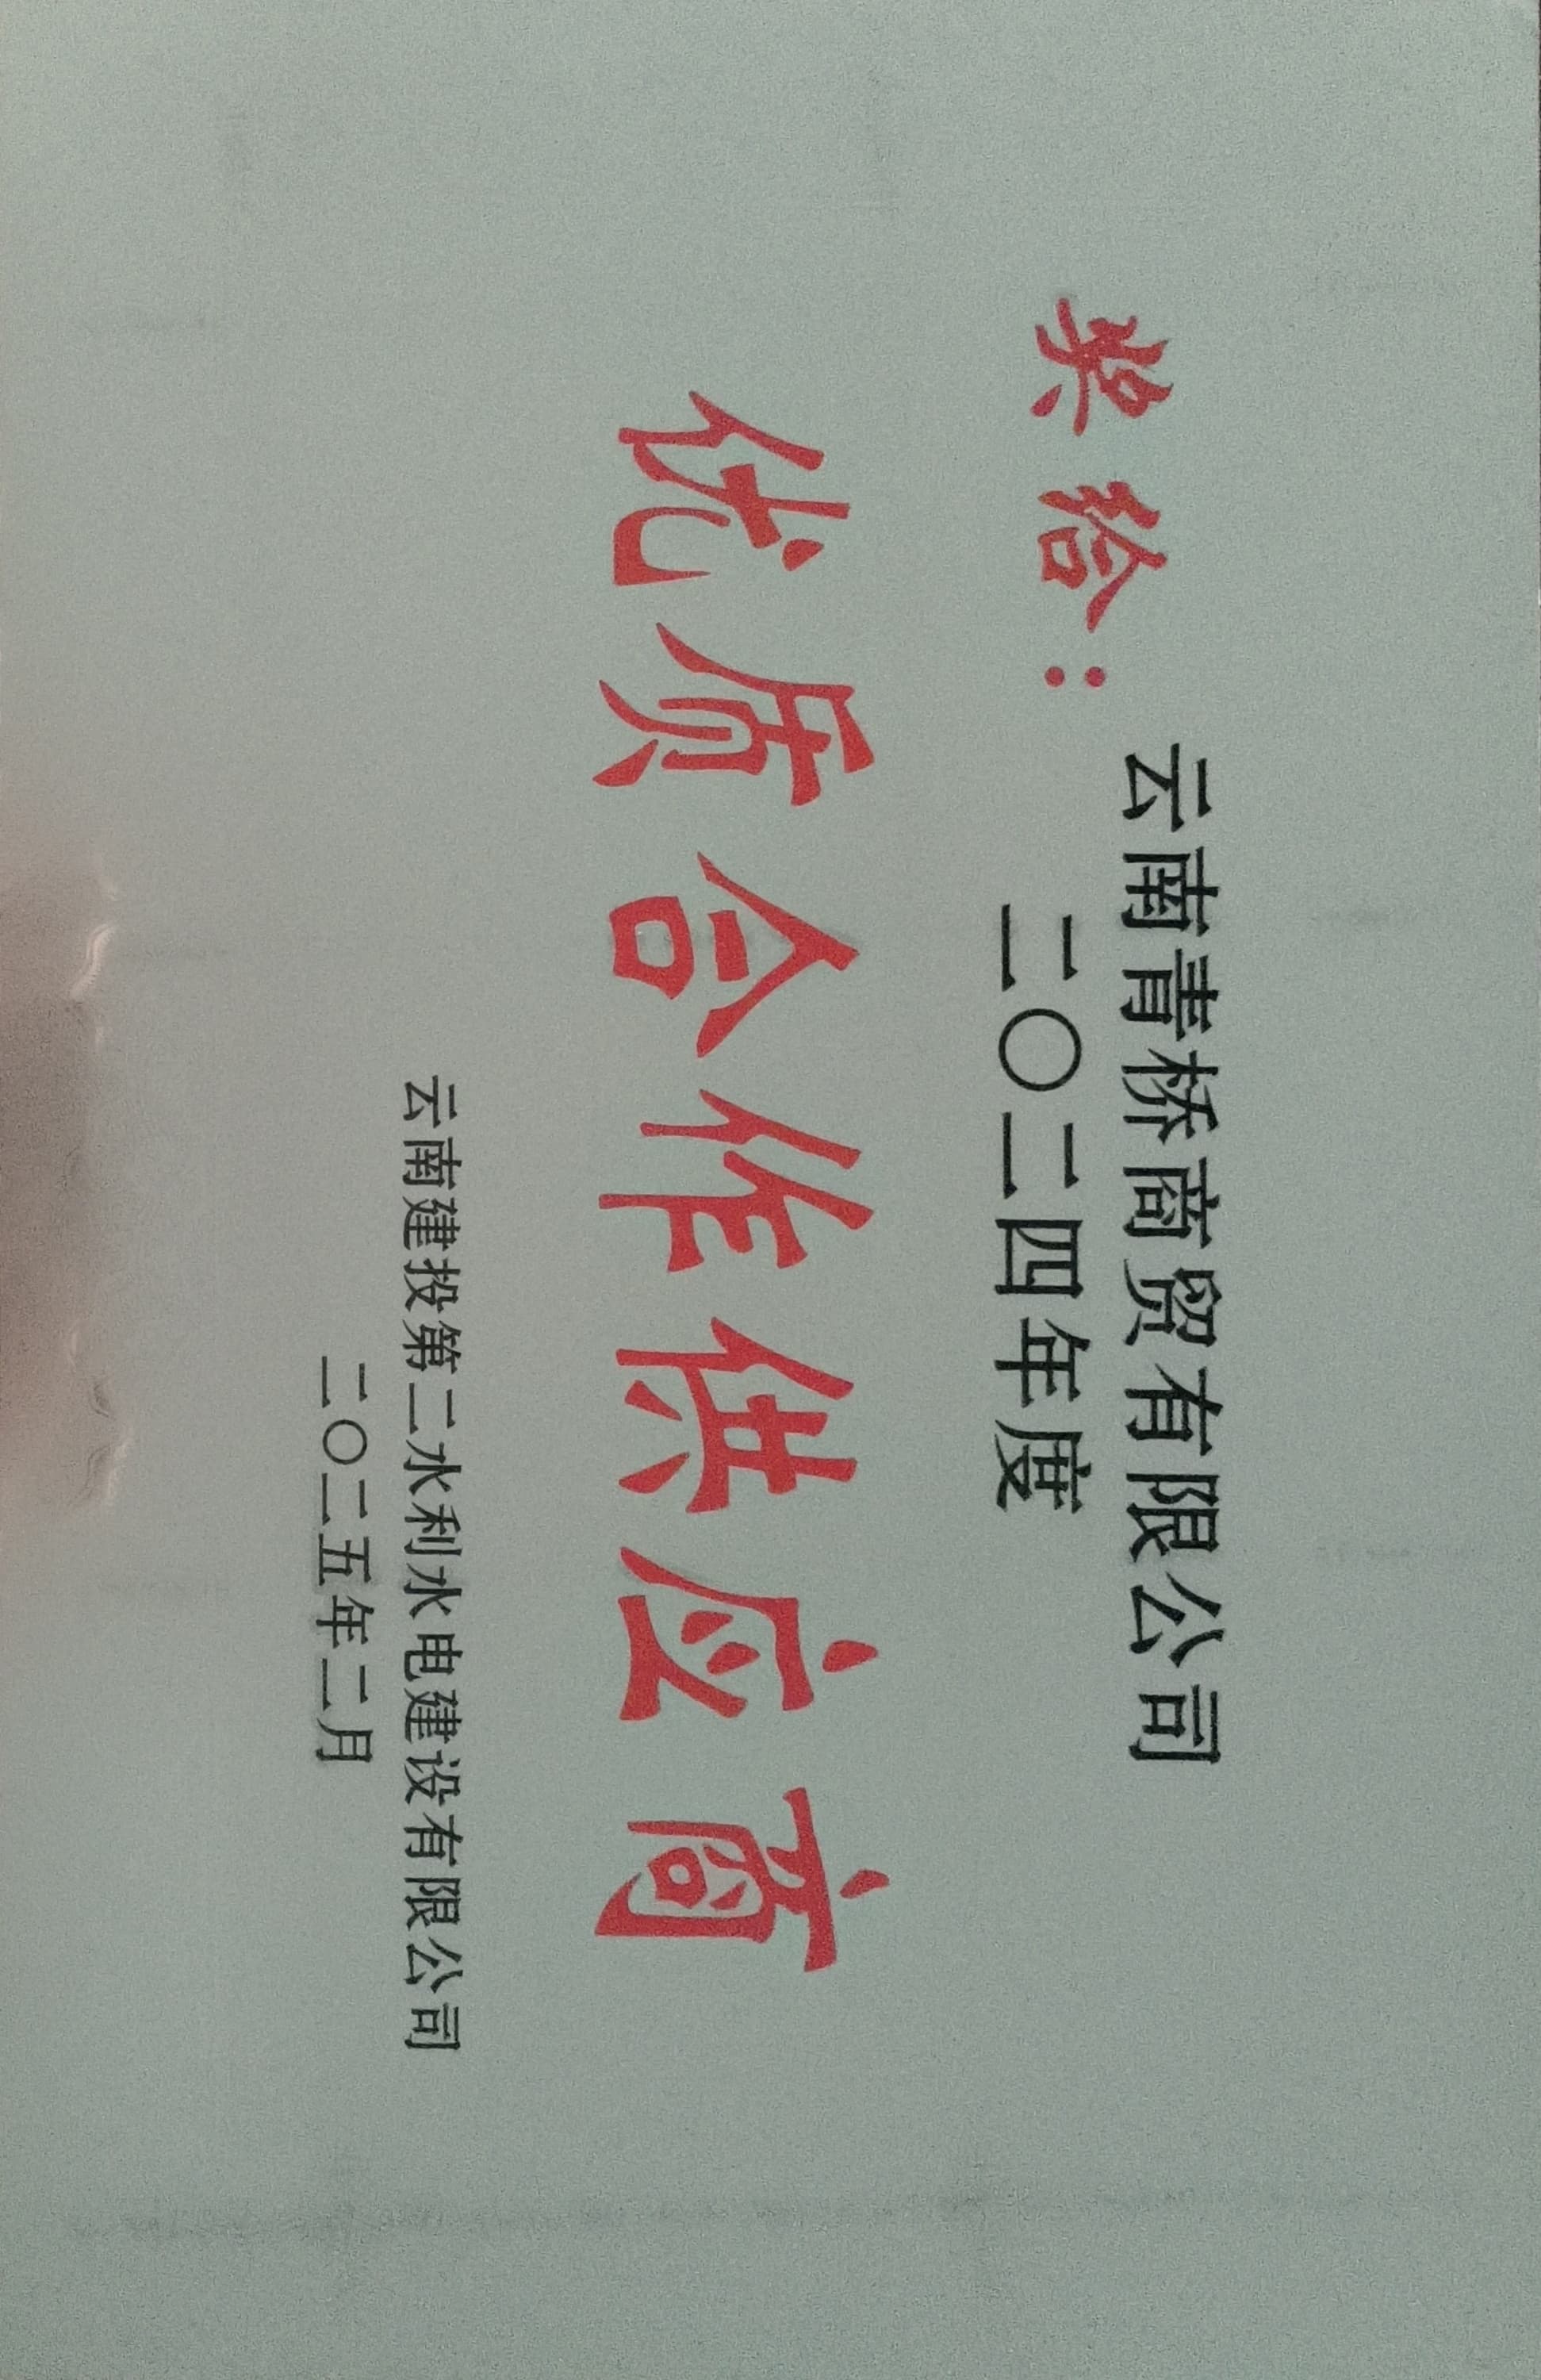 奖给：
云南青桥商贸有限公司
二〇二四年度
优质合作供应商
云南建投第二水利水电建设有限公司
二〇二五年二月